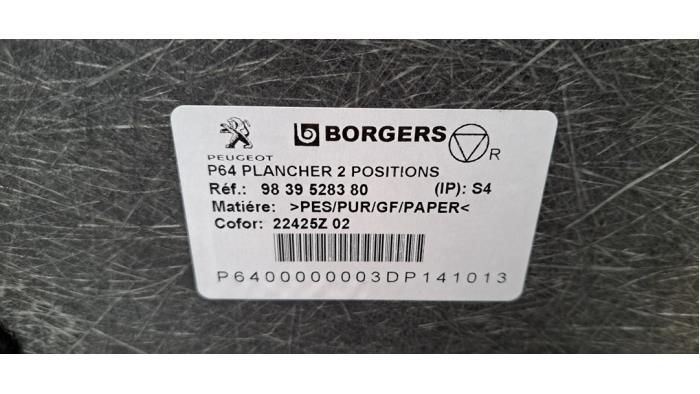 PEUGEOT
BORGERS
R
P64 PLANCHER 2 POSITIONS
Réf.: 98 39 5283 80 (IP): S4
Matiére: >PES/PUR/GF/PAPER<
Cofor: 22425Z 02
P6400000003DP141013